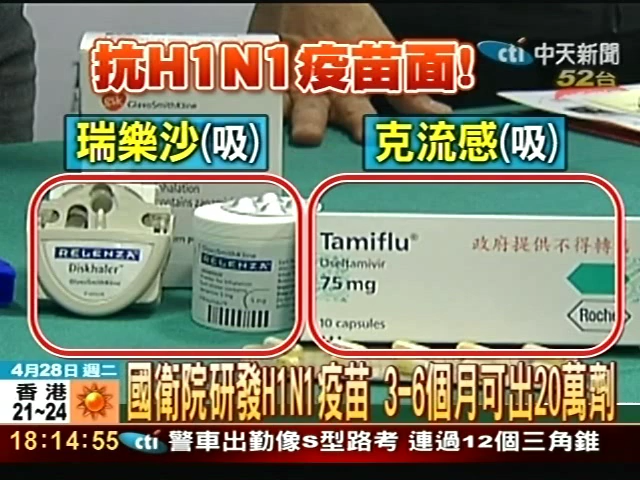 抗H1N1疫苗面!
cti 中天新聞
52台
gsk
GlaxoSmithKline
瑞樂沙(吸)
克流感(吸)
RELENZA
Diskhaler
GlaxoSmithKline
GlaxoSmithKline
RELENZA
Tamiflu®
Oseltamivir
75 mg
10 capsules
政府提供不得轉
Roche
國衛院研發H1N1疫苗 3-6個月可出20萬劑
4月28日 週二
香港
21~24
18:14:55
cti 警車出勤像S型路考 連過12個三角錐